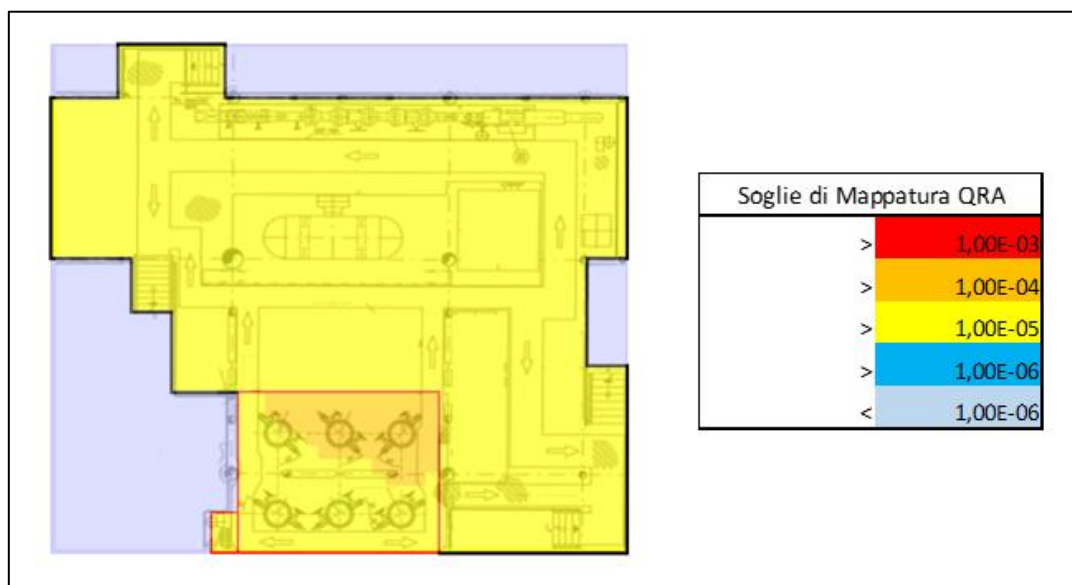 Soglie di Mappatura QRA
> 1,00E-03
> 1,00E-04
> 1,00E-05
> 1,00E-06
< 1,00E-06